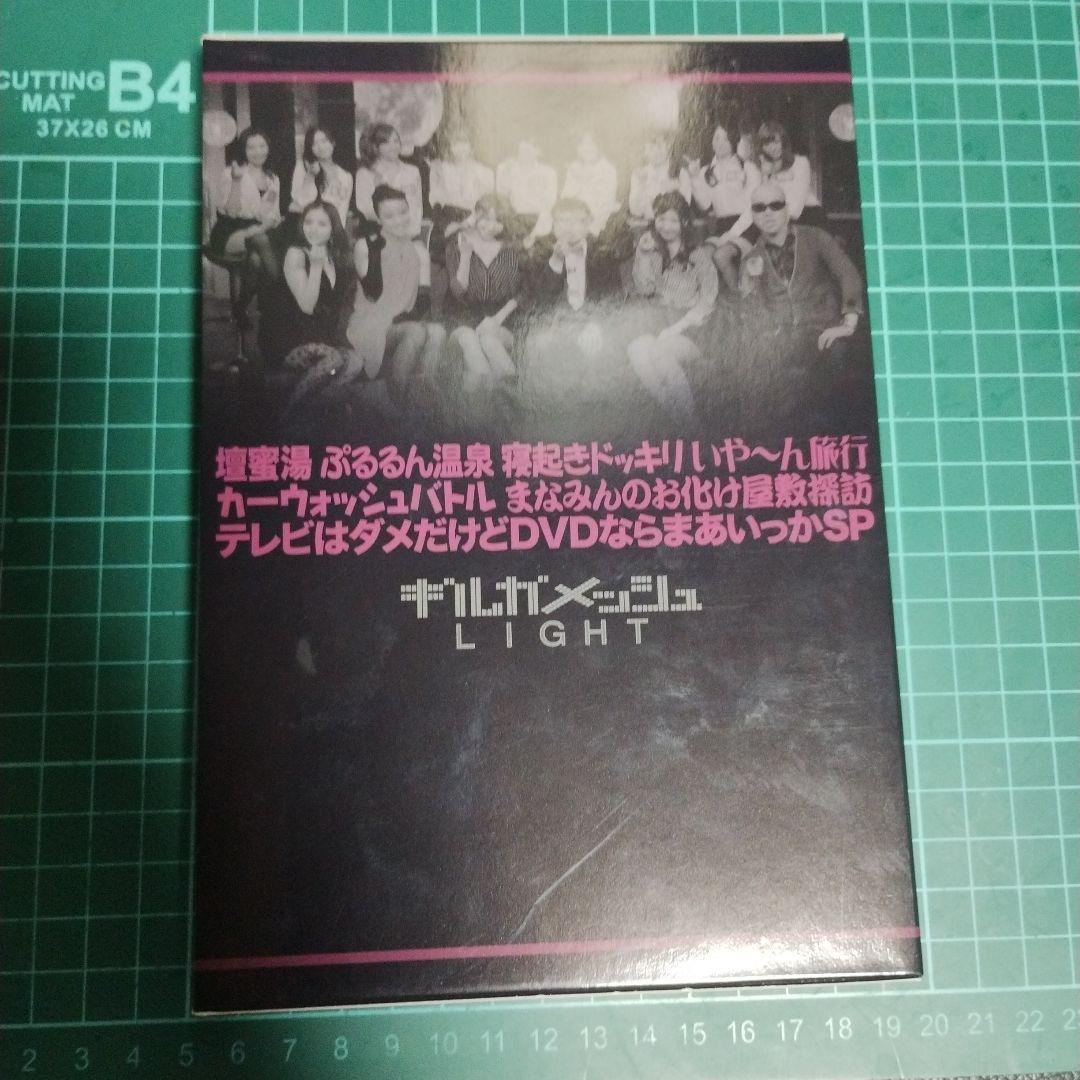 CUTTING
MAT
B4
37X26 CM
壇蜜湯 ぷるるん温泉 寝起きドッキリいや〜ん旅行
カーウォッシュバトル まなみんのお化け屋敷探訪
テレビはダメだけどDVDならまあいっかSP
ギルガメッシュ
LIGHT
2 3 4 5 6 7 8 9 10 11 12 13 14 15 16 17 18 19 20 21 22 23